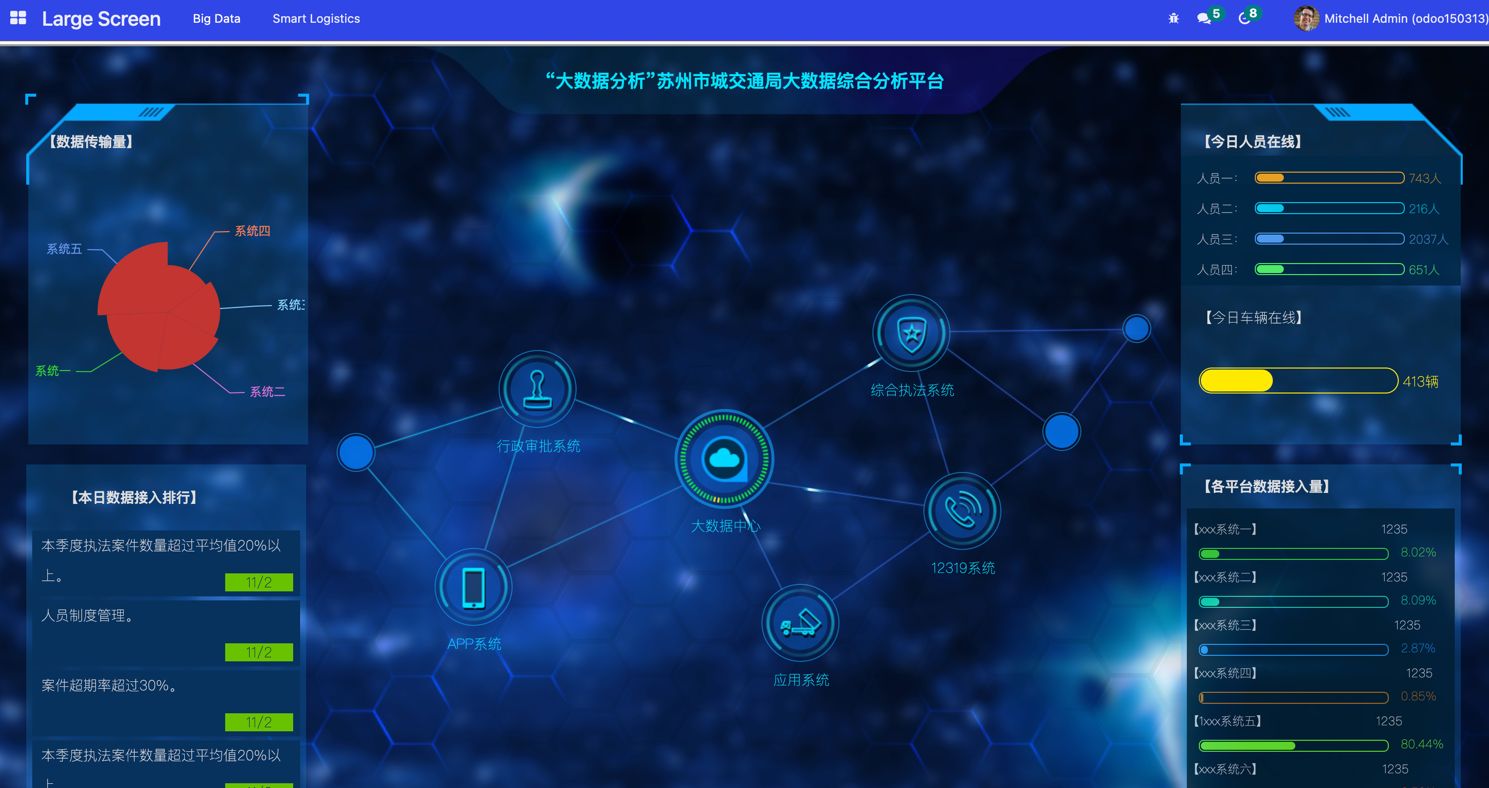 Large Screen
Big Data
Smart Logistics
5
8
Mitchell Admin (odoo150313)
“大数据分析”苏州市城交通局大数据综合分析平台
【数据传输量】
系统四
系统五
系统
系统一
系统二
【本日数据接入排行】
本季度执法案件数量超过平均值20%以
上。
11/2
人员制度管理。
11/2
案件超期率超过30%。
11/2
本季度执法案件数量超过平均值20%以
综合执法系统
行政审批系统
大数据中心
12319系统
APP系统
应用系统
【今日人员在线】
人员一： 743人
人员二： 216人
人员三： 2037人
人员四： 651人
【今日车辆在线】
413辆
【各平台数据接入量】
【xxx系统一】 1235
8.02%
【xxx系统二】 1235
8.09%
【xxx系统三】 1235
2.87%
【xxx系统四】 1235
0.85%
【1xxx系统五】 1235
80.44%
【xxx系统六】 1235